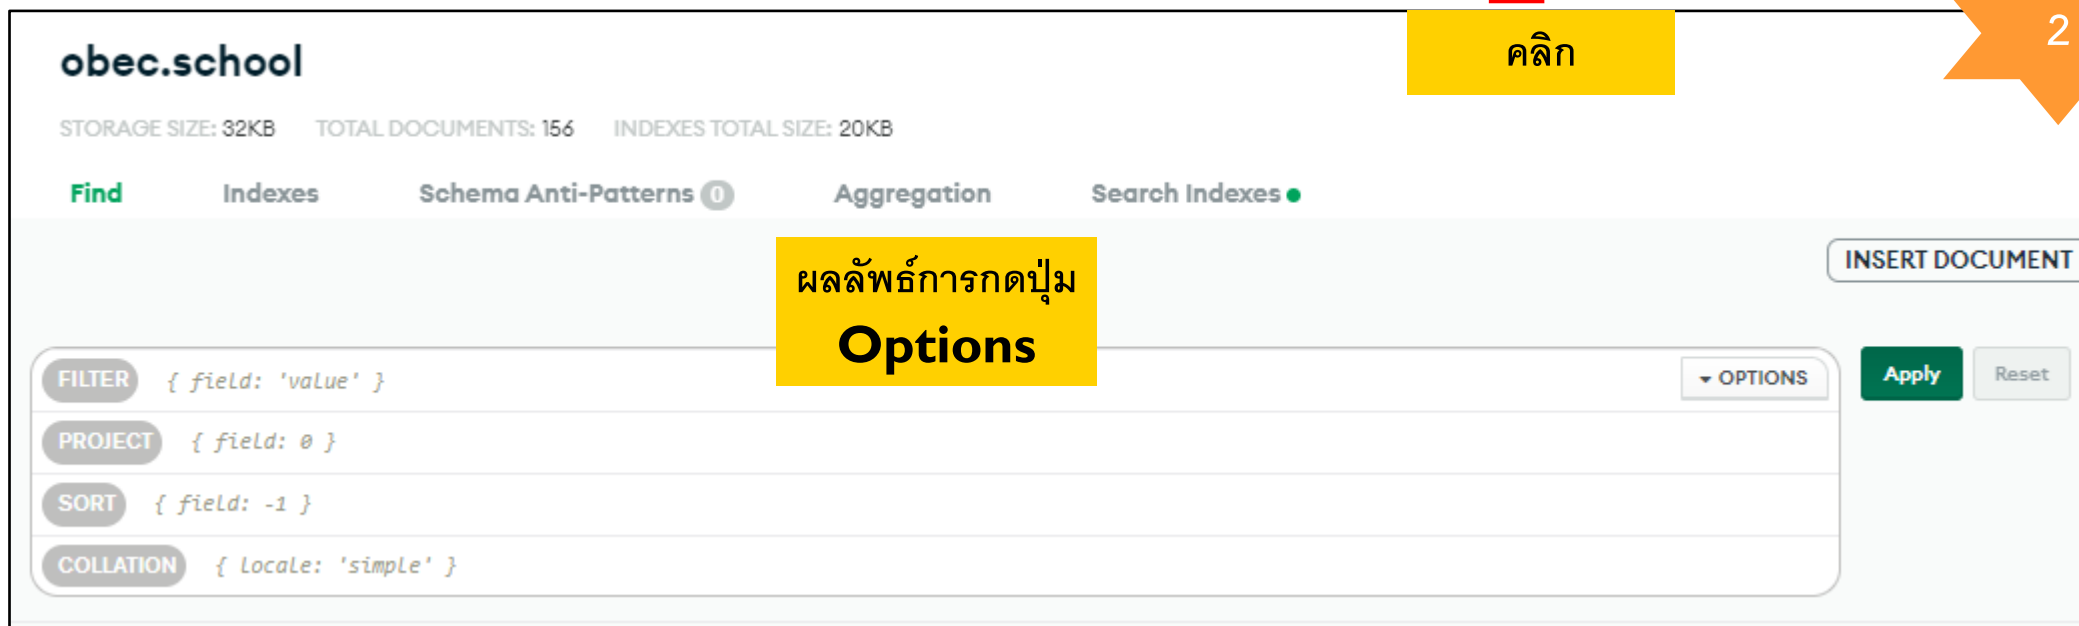 คลิก
2
obec.school
STORAGE SIZE: 32KB TOTAL DOCUMENTS: 156 INDEXES TOTAL SIZE: 20KB
Find Indexes Schema Anti-Patterns 0 Aggregation Search Indexes
INSERT DOCUMENT
ผลลัพธ์การกดปุ่ม
Options
FILTER { field: 'value' } OPTIONS Apply Reset
PROJECT { field: 0 }
SORT { field: -1 }
COLLATION { locale: 'simple' }